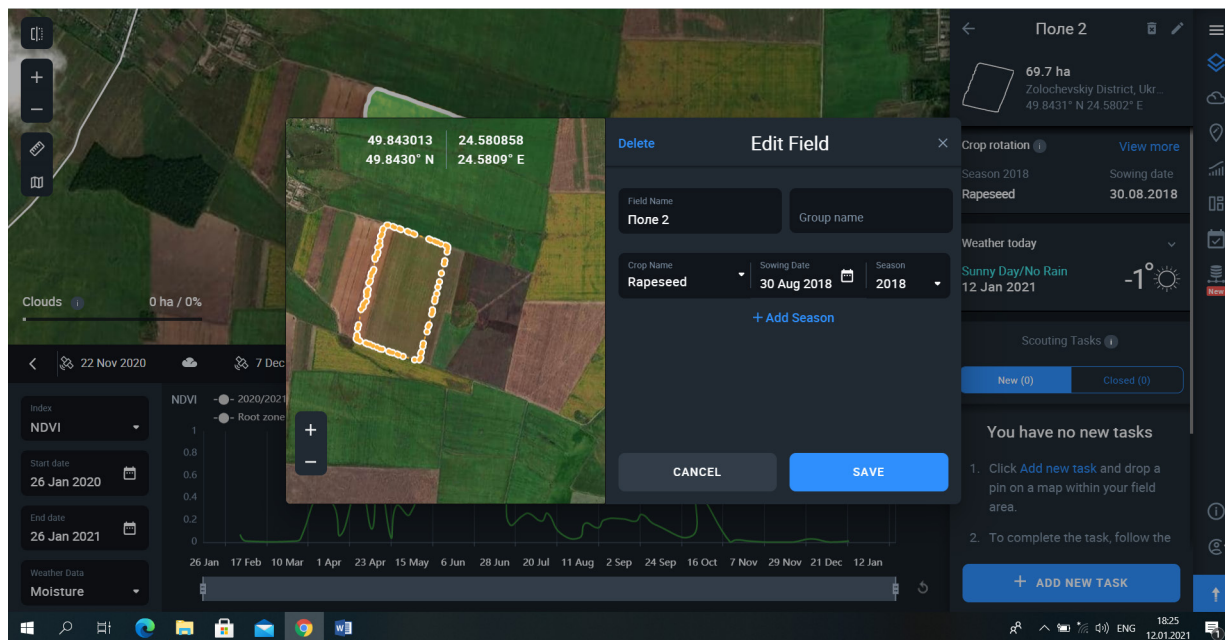 Поле 2
69.7 ha
Zolochevskiy District, Ukr...
49.8431° N 24.5802° E
49.843013 24.580858
49.8430° N 24.5809° E
Delete
Edit Field
Field Name
Поле 2
Group name
Crop Name
Rapeseed
Sowing Date
30 Aug 2018
Season
2018
+ Add Season
CANCEL
SAVE
Crop rotation
View more
Season 2018
Sowing date
Rapeseed
30.08.2018
Weather today
Sunny Day/No Rain
12 Jan 2021
-1°
New
Scouting Tasks
New (0)
Closed (0)
You have no new tasks
1. Click Add new task and drop a
pin on a map within your field
area.
2. To complete the task, follow the
+ ADD NEW TASK
Clouds
0 ha / 0%
22 Nov 2020
7 Dec
Index
NDVI
Start date
26 Jan 2020
End date
26 Jan 2021
Weather Data
Moisture
NDVI
2020/2021
Root zone
1
0.8
0.6
0.4
0.2
0
26 Jan 17 Feb 10 Mar 1 Apr 23 Apr 15 May 6 Jun 28 Jun 20 Jul 11 Aug 2 Sep 24 Sep 16 Oct 7 Nov 29 Nov 21 Dec 12 Jan
ENG
18:25
12.01.2021